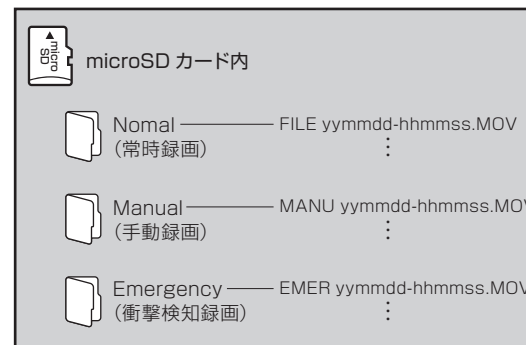 micro
SD
microSD カード内
Nomal FILE yymmdd-hhmmss.MOV
（常時録画）
Manual MANU yymmdd-hhmmss.MOV
（手動録画）
Emergency EMER yymmdd-hhmmss.MOV
（衝撃検知録画）